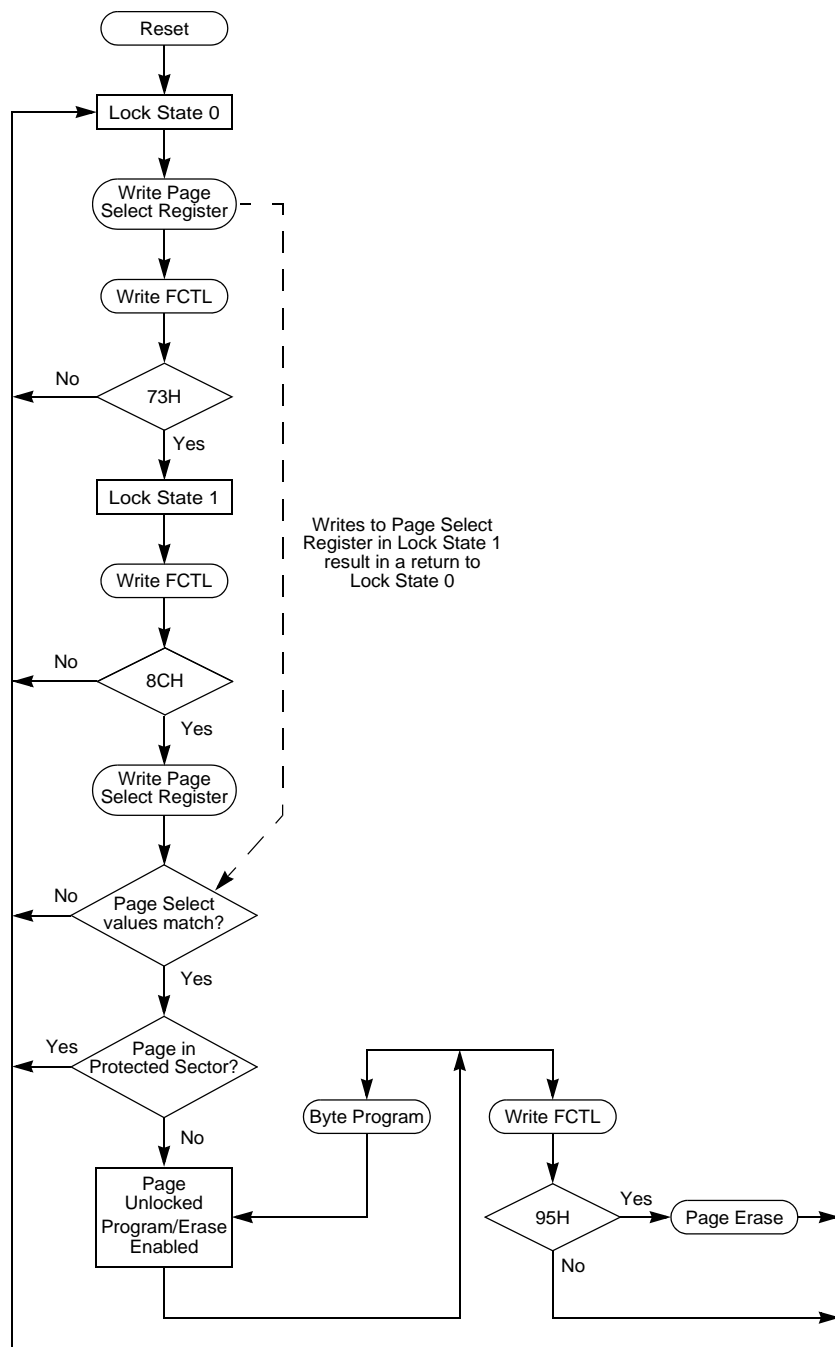 Reset
Lock State 0
Write Page
Select Register
Write FCTL
No
73H
Yes
Lock State 1
Writes to Page Select
Register in Lock State 1
result in a return to
Lock State 0
Write FCTL
No
8CH
Yes
Write Page
Select Register
No
Page Select
values match?
Yes
Yes
Page in
Protected Sector?
No
Byte Program
Write FCTL
Page
Unlocked
Program/Erase
Enabled
95H
Yes
Page Erase
No